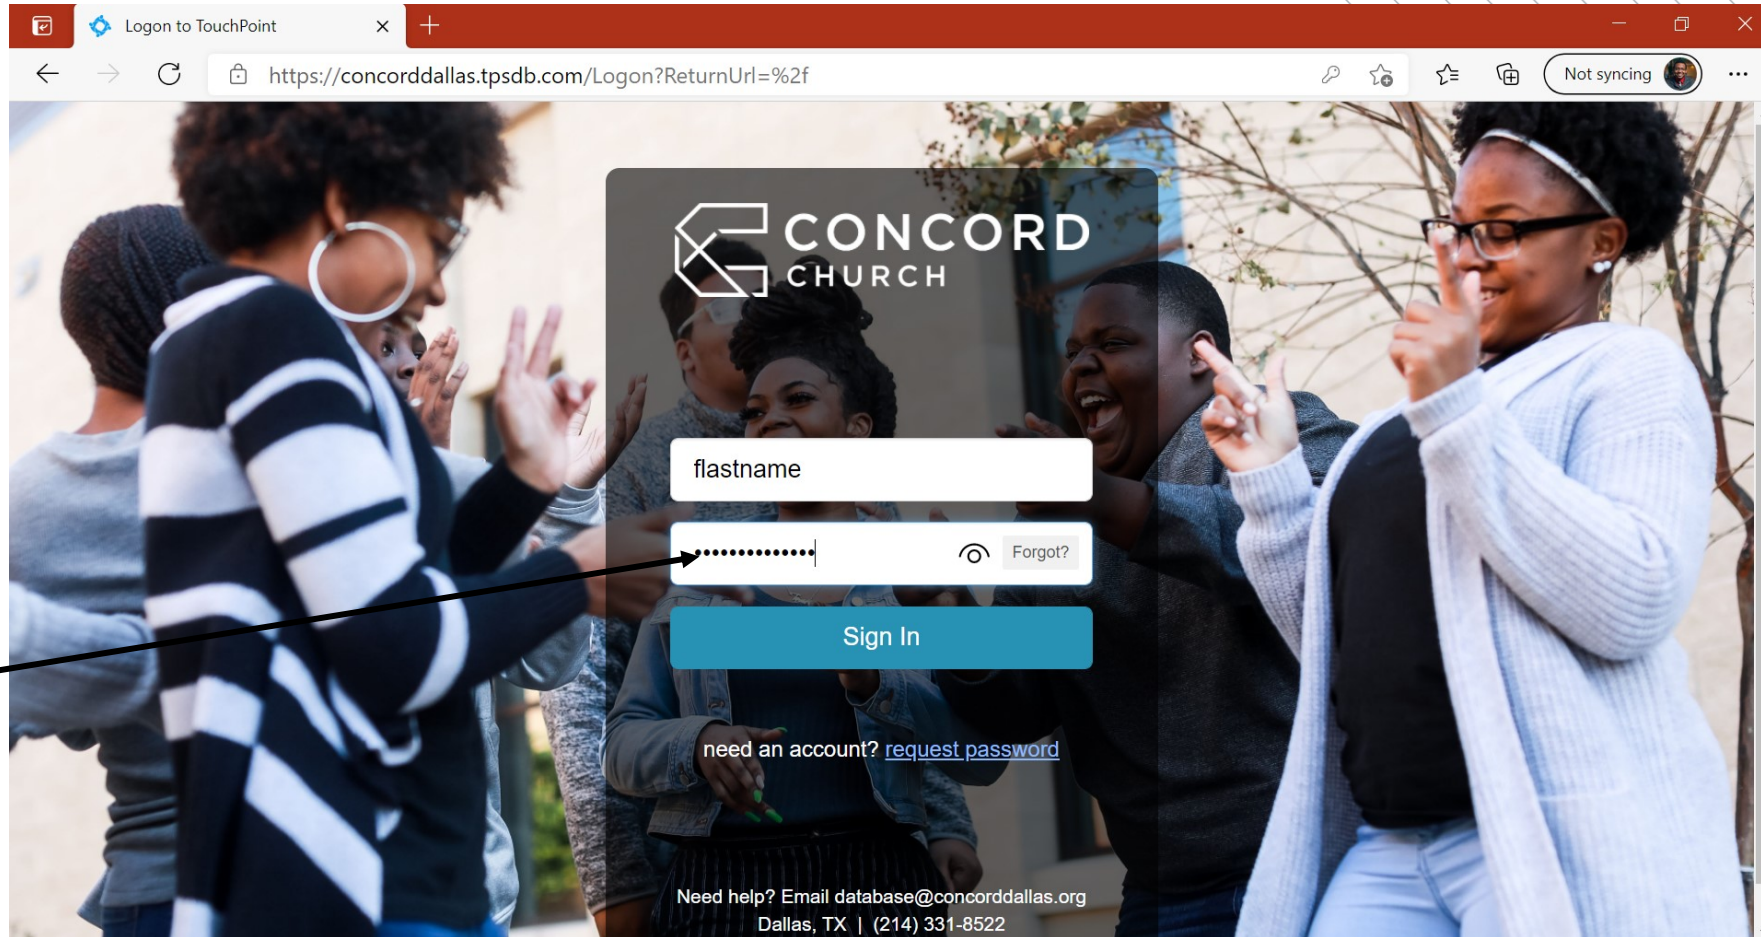 Logon to TouchPoint
https://concorddallas.tpsdb.com/Logon?ReturnUrl=%2f
Not syncing
CONCORD
CHURCH
flastname
••••••••••••••
Forgot?
Sign In
need an account? request password
Need help? Email database@concorddallas.org
Dallas, TX | (214) 331-8522